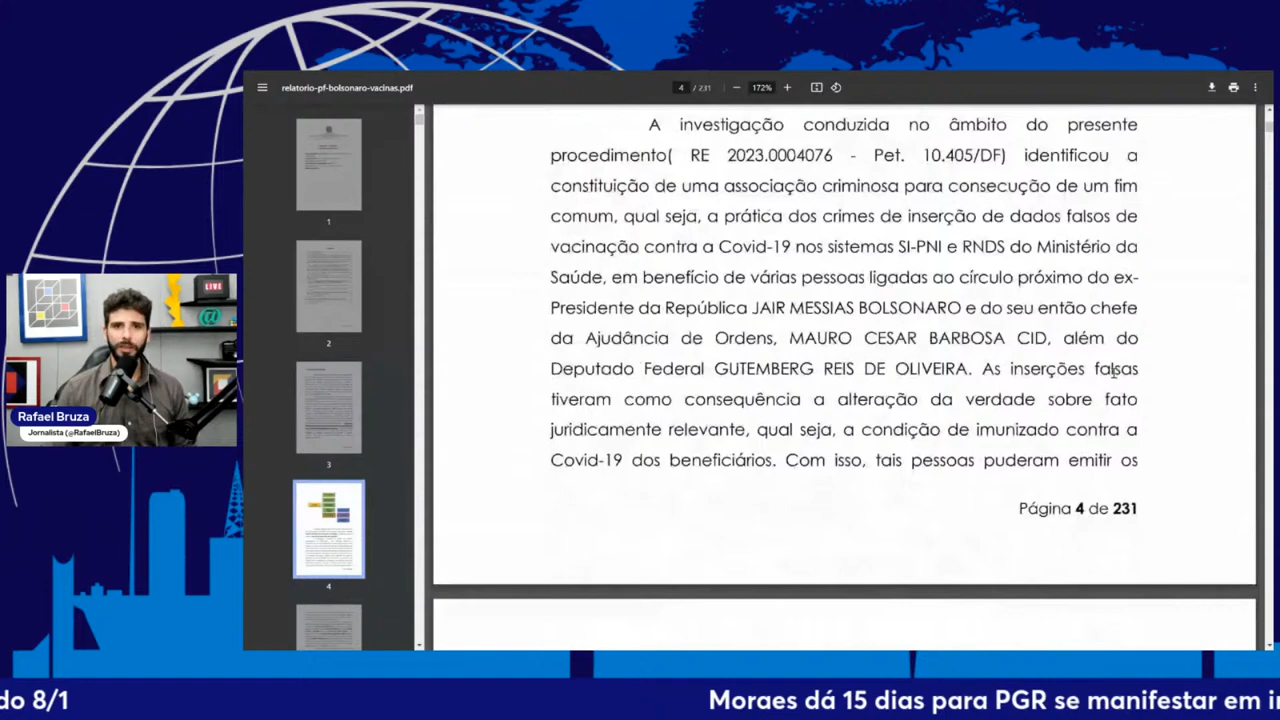 relatorio-pf-bolsonaro-vacinas.pdf
4 / 231
172%
A investigação conduzida no âmbito do presente
procedimento( RE 2023.0004076 - Pet. 10.405/DF) identificou a
constituição de uma associação criminosa para consecução de um fim
comum, qual seja, a prática dos crimes de inserção de dados falsos de
vacinação contra a Covid-19 nos sistemas SI-PNI e RNDS do Ministério da
Saúde, em benefício de várias pessoas ligadas ao círculo próximo do ex-
Presidente da República JAIR MESSIAS BOLSONARO e do seu então chefe
da Ajudância de Ordens, MAURO CESAR BARBOSA CID, além do
Deputado Federal GUTEMBERG REIS DE OLIVEIRA. As inserções falsas
tiveram como consequência a alteração da verdade sobre fato
juridicamente relevante, qual seja, a condição de imunizado contra a
Covid-19 dos beneficiários. Com isso, tais pessoas puderam emitir os
Página 4 de 231
1
2
3
4
LIVE
@
Rafael Bruza
Jornalista (@RafaelBruza)
do 8/1
Moraes dá 15 dias para PGR se manifestar em